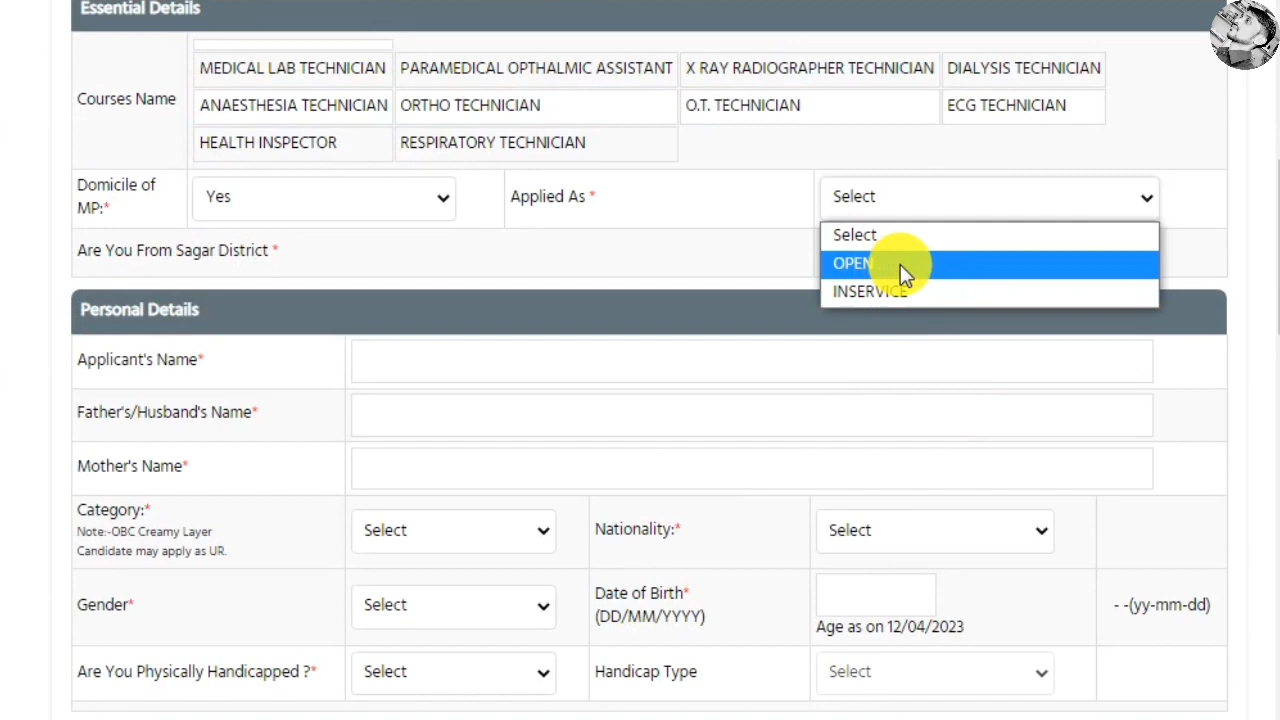 Essential Details
Courses Name
MEDICAL LAB TECHNICIAN PARAMEDICAL OPTHALMIC ASSISTANT X RAY RADIOGRAPHER TECHNICIAN DIALYSIS TECHNICIAN
ANAESTHESIA TECHNICIAN ORTHO TECHNICIAN O.T. TECHNICIAN ECG TECHNICIAN
HEALTH INSPECTOR RESPIRATORY TECHNICIAN
Domicile of
MP:*
Yes
Applied As *
Select
Select
OPEN
INSERVICE
Are You From Sagar District *
Personal Details
Applicant's Name*
Father's/Husband's Name*
Mother's Name*
Category:*
Note:-OBC Creamy Layer
Candidate may apply as UR.
Select
Nationality:*
Select
Gender*
Select
Date of Birth*
(DD/MM/YYYY)
Age as on 12/04/2023
- -(yy-mm-dd)
Are You Physically Handicapped ?*
Select
Handicap Type
Select